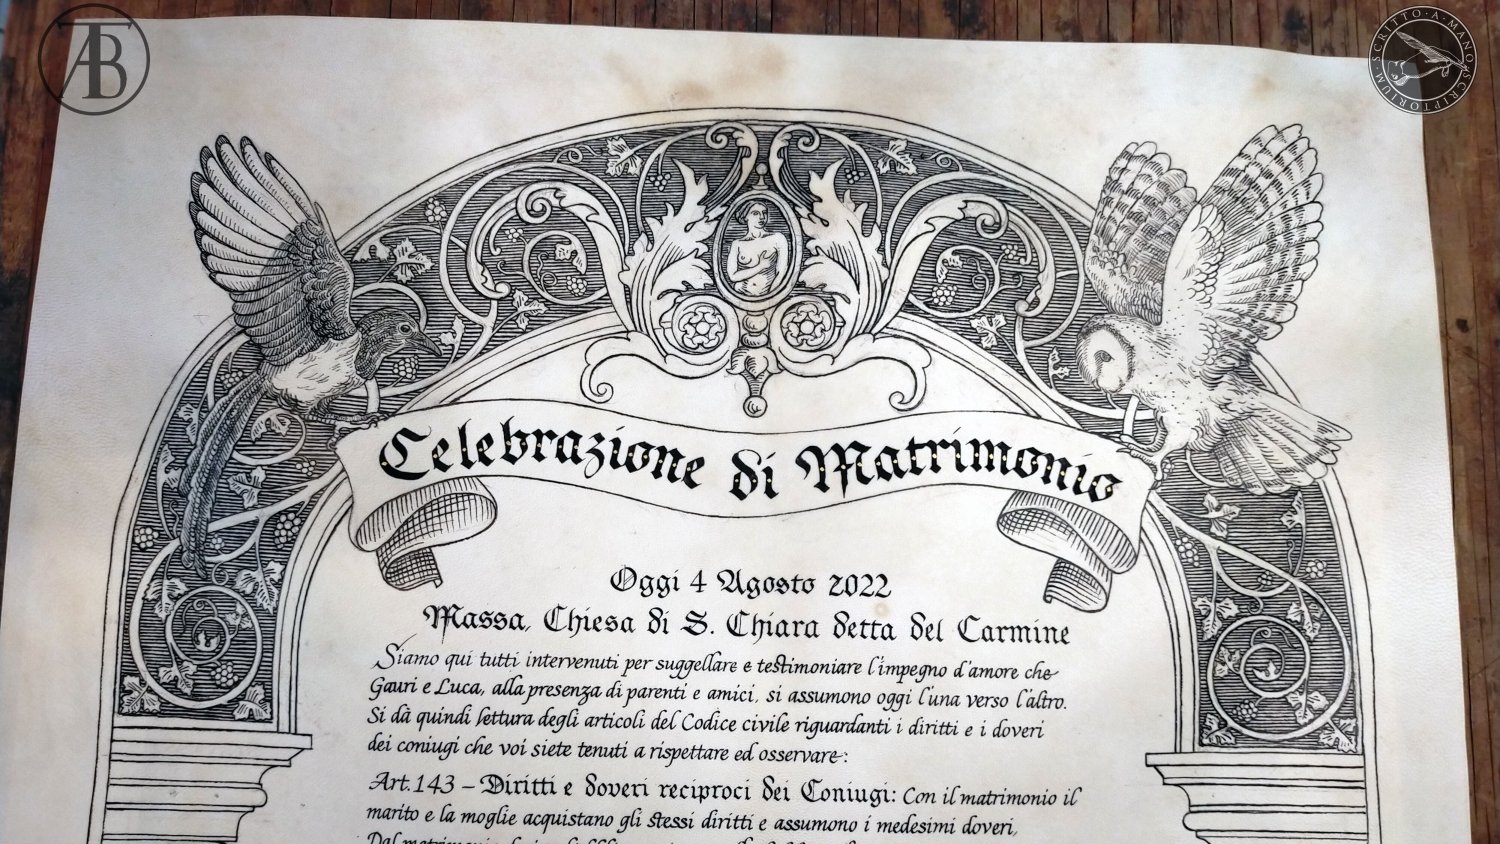 ATB
SCRITTO·A·MANO·SCRIPTORIUM
Celebrazione di Matrimonio
Oggi 4 Agosto 2022
Massa, Chiesa di S. Chiara detta del Carmine
Siamo qui tutti intervenuti per suggellare e testimoniare l'impegno d'amore che
Gauri e Luca, alla presenza di parenti e amici, si assumono oggi l'una verso l'altro.
Si dà quindi lettura degli articoli del Codice civile riguardanti i diritti e i doveri
dei coniugi che voi siete tenuti a rispettare ed osservare:
Art. 143 – Diritti e doveri reciproci dei Coniugi: Con il matrimonio il
marito e la moglie acquistano gli stessi diritti e assumono i medesimi doveri,